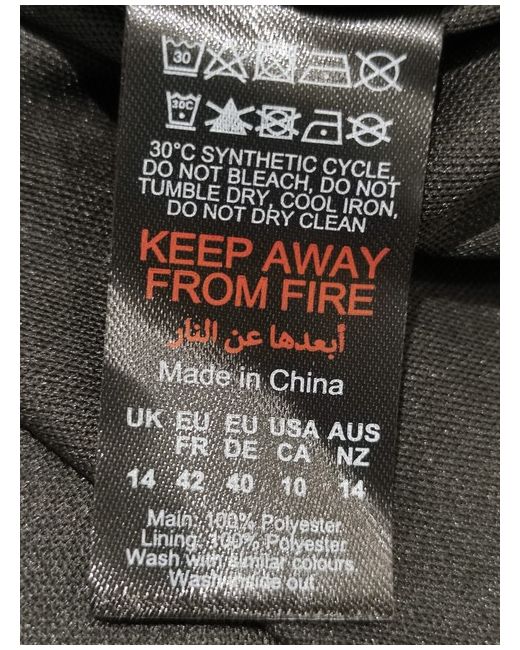 30
30C
30°C SYNTHETIC CYCLE,
DO NOT BLEACH, DO NOT
TUMBLE DRY, COOL IRON,
DO NOT DRY CLEAN
KEEP AWAY
FROM FIRE
أبعدها عن النار
Made in China
UK EU EU USA AUS
FR DE CA NZ
14 42 40 10 14
Main: 100% Polyester
Lining: 100% Polyester
Wash with similar colours.
Wash inside out